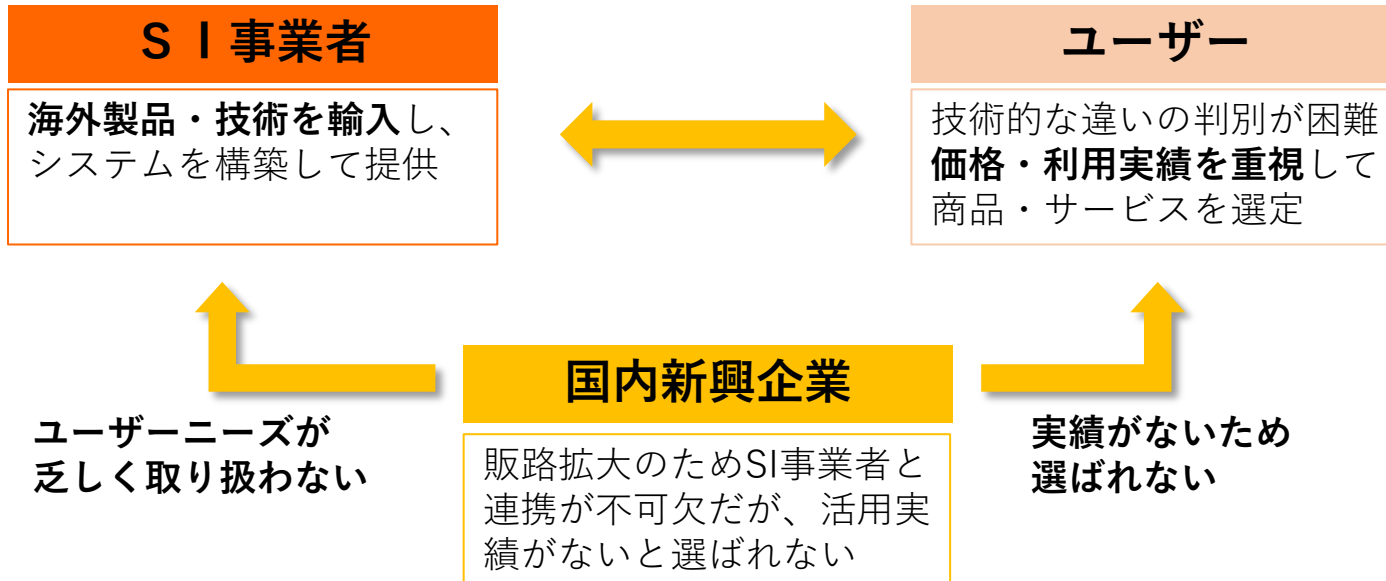 ＳＩ事業者
海外製品・技術を輸入し、
システムを構築して提供
ユーザー
技術的な違いの判別が困難
価格・利用実績を重視して
商品・サービスを選定
ユーザーニーズが
乏しく取り扱わない
国内新興企業
販路拡大のためSI事業者と
連携が不可欠だが、活用実
績がないと選ばれない
実績がないため
選ばれない